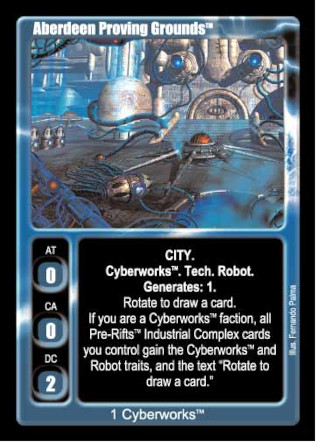 Aberdeen Proving Grounds™
AT
0
CA
0
DC
2
CITY.
Cyberworks™. Tech. Robot.
Generates: 1.
Rotate to draw a card.
If you are a Cyberworks™ faction, all
Pre-Rifts™ Industrial Complex cards
you control gain the Cyberworks™ and
Robot traits, and the text "Rotate to
draw a card."
Illus. Fernando Palma
1 Cyberworks™